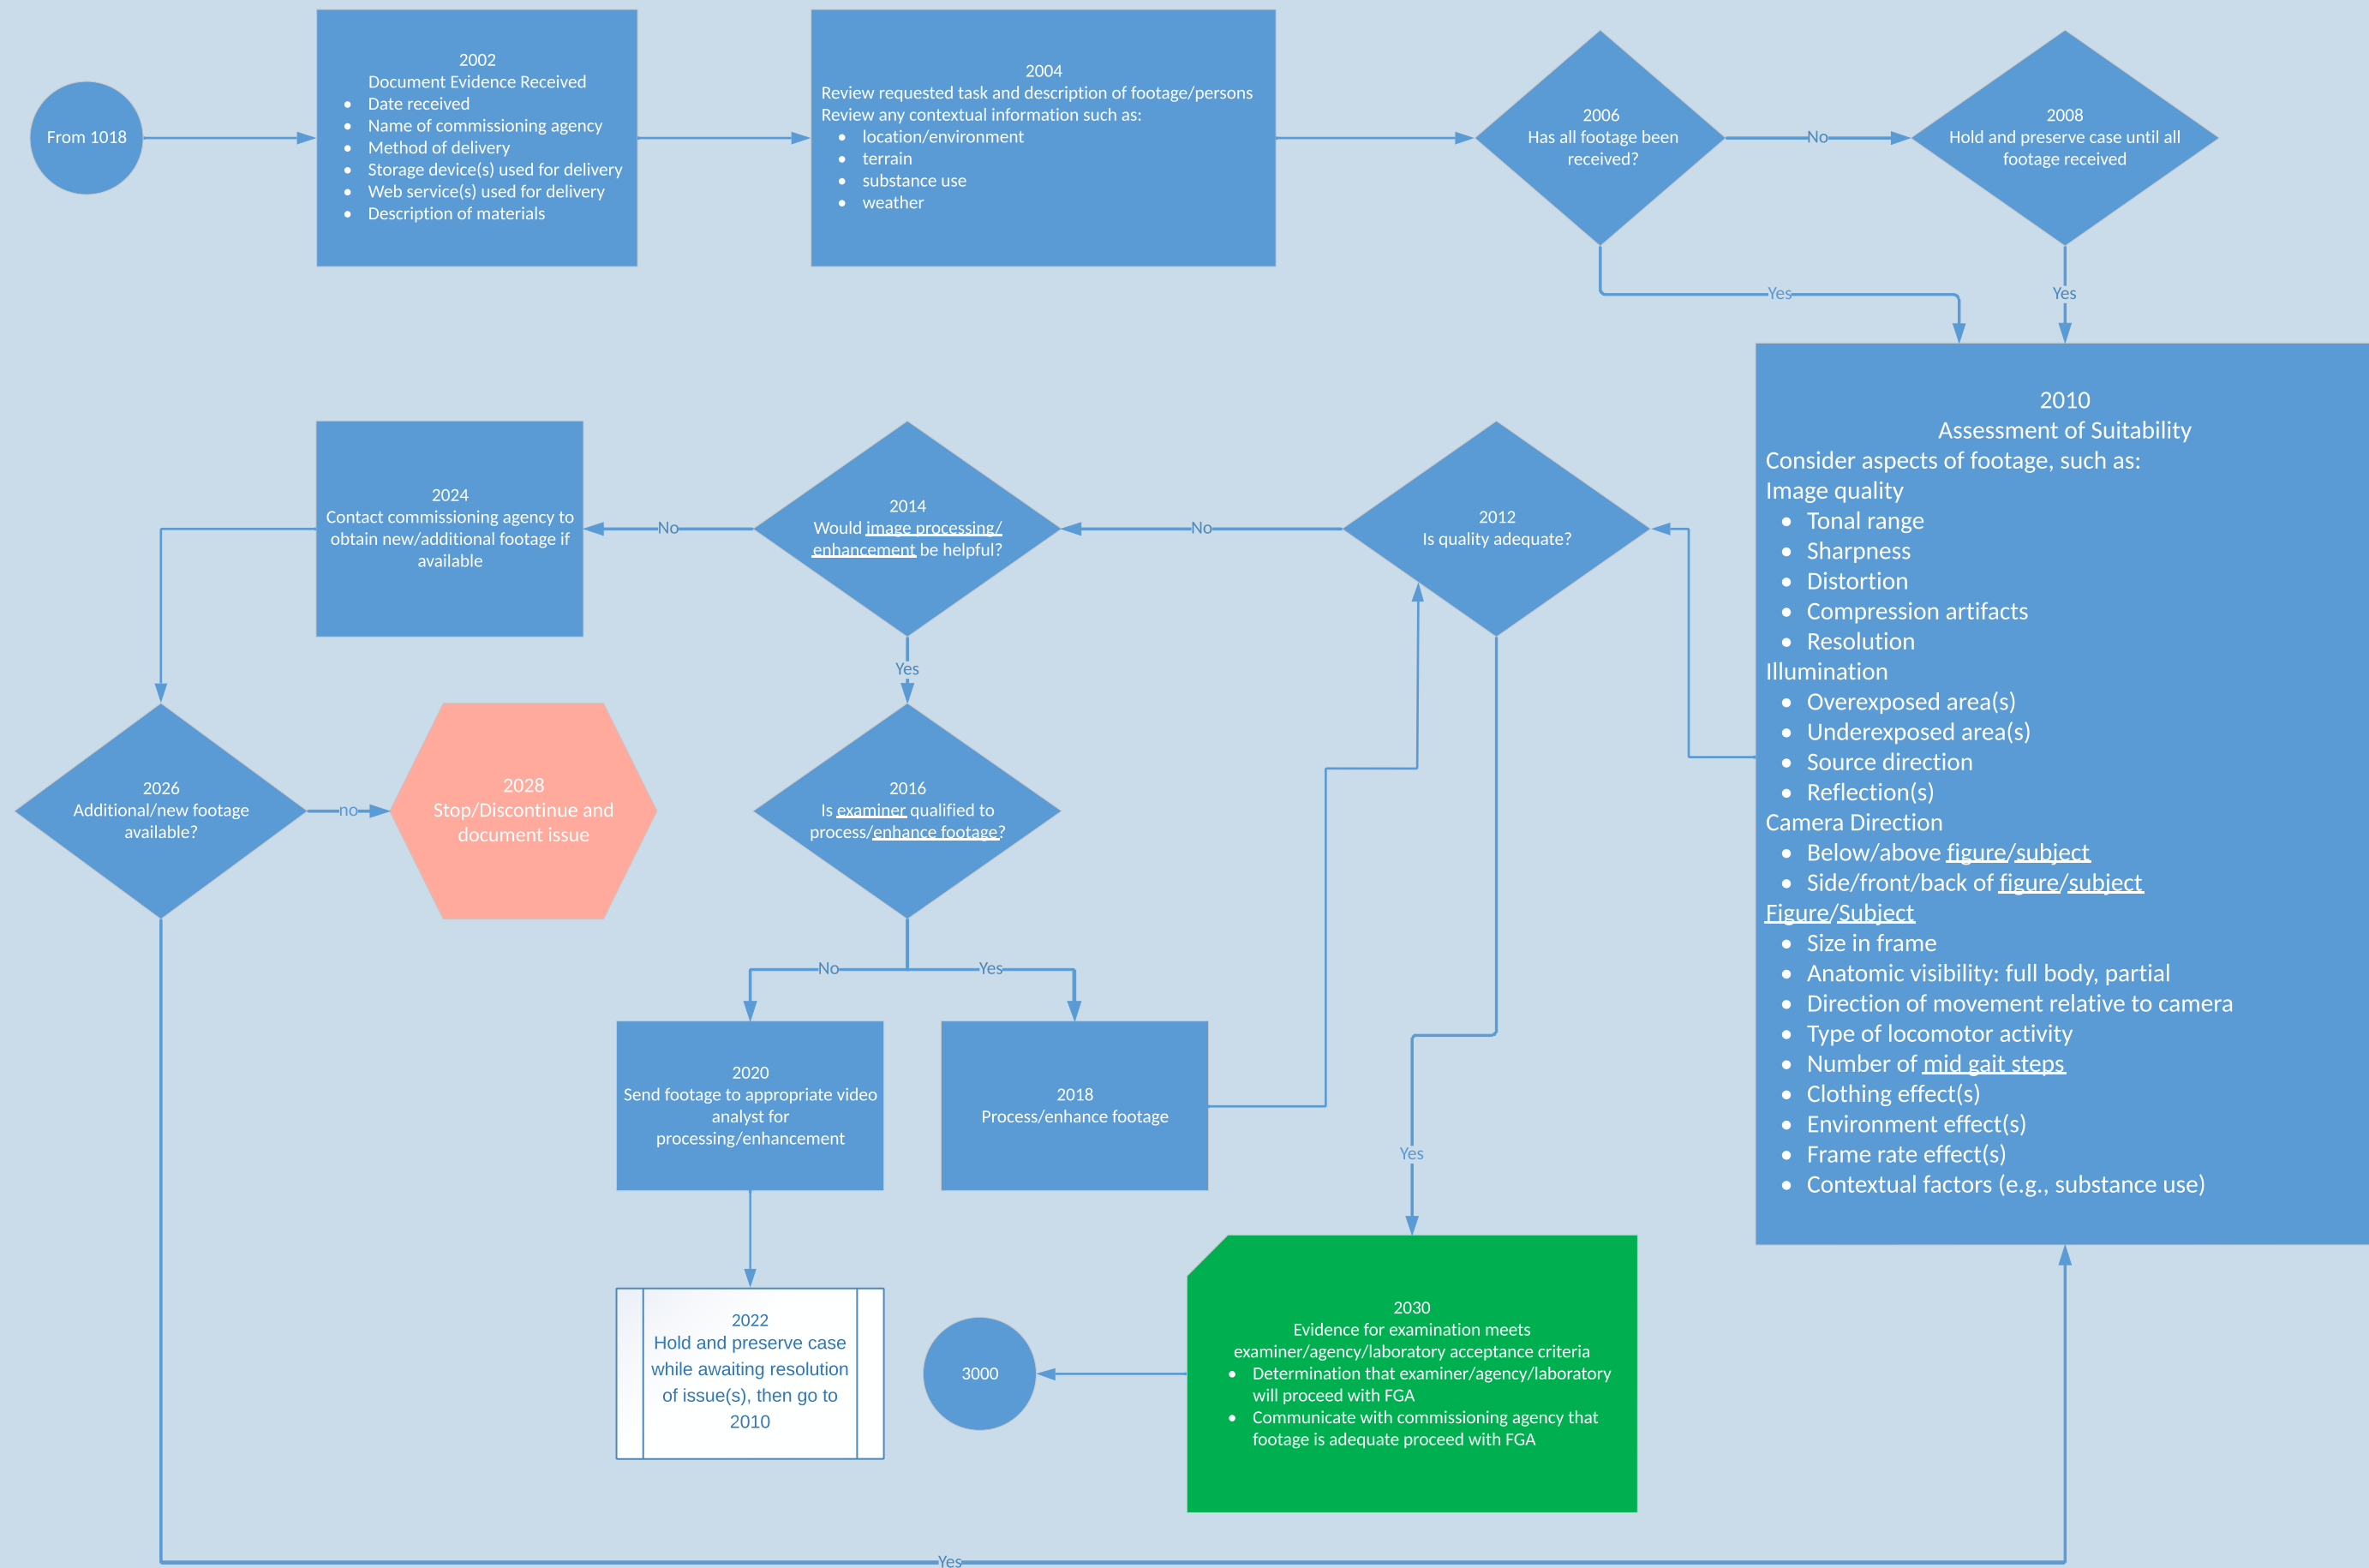 From 1018
2002
Document Evidence Received
• Date received
• Name of commissioning agency
• Method of delivery
• Storage device(s) used for delivery
• Web service(s) used for delivery
• Description of materials
2004
Review requested task and description of footage/persons
Review any contextual information such as:
• location/environment
• terrain
• substance use
• weather
2006
Has all footage been
received?
No
2008
Hold and preserve case until all
footage received
Yes
Yes
2010
Assessment of Suitability
Consider aspects of footage, such as:
Image quality
• Tonal range
• Sharpness
• Distortion
• Compression artifacts
• Resolution
Illumination
• Overexposed area(s)
• Underexposed area(s)
• Source direction
• Reflection(s)
Camera Direction
• Below/above figure/subject
• Side/front/back of figure/subject
Figure/Subject
• Size in frame
• Anatomic visibility: full body, partial
• Direction of movement relative to camera
• Type of locomotor activity
• Number of mid gait steps
• Clothing effect(s)
• Environment effect(s)
• Frame rate effect(s)
• Contextual factors (e.g., substance use)
2012
Is quality adequate?
No
2014
Would image processing/
enhancement be helpful?
No
2024
Contact commissioning agency to
obtain new/additional footage if
available
Yes
2026
Additional/new footage
available?
no
2028
Stop/Discontinue and
document issue
2016
Is examiner qualified to
process/enhance footage?
No
Yes
2020
Send footage to appropriate video
analyst for
processing/enhancement
2018
Process/enhance footage
Yes
2022
Hold and preserve case
while awaiting resolution
of issue(s), then go to
2010
3000
2030
Evidence for examination meets
examiner/agency/laboratory acceptance criteria
• Determination that examiner/agency/laboratory
will proceed with FGA
• Communicate with commissioning agency that
footage is adequate proceed with FGA
Yes